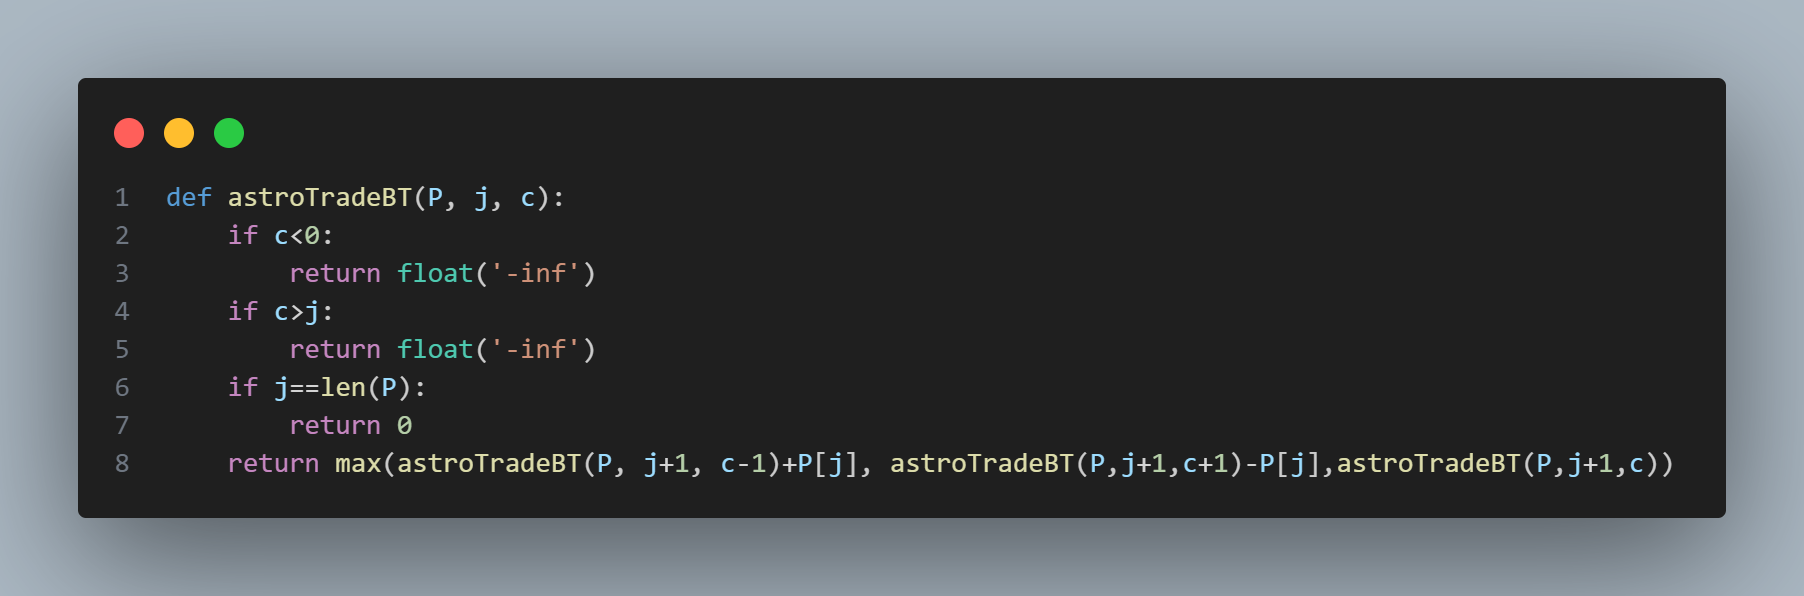 1 def astroTradeBT(P, j, c):
2     if c<0:
3         return float('-inf')
4     if c>j:
5         return float('-inf')
6     if j==len(P):
7         return 0
8     return max(astroTradeBT(P, j+1, c-1)+P[j], astroTradeBT(P,j+1,c+1)-P[j],astroTradeBT(P,j+1,c))